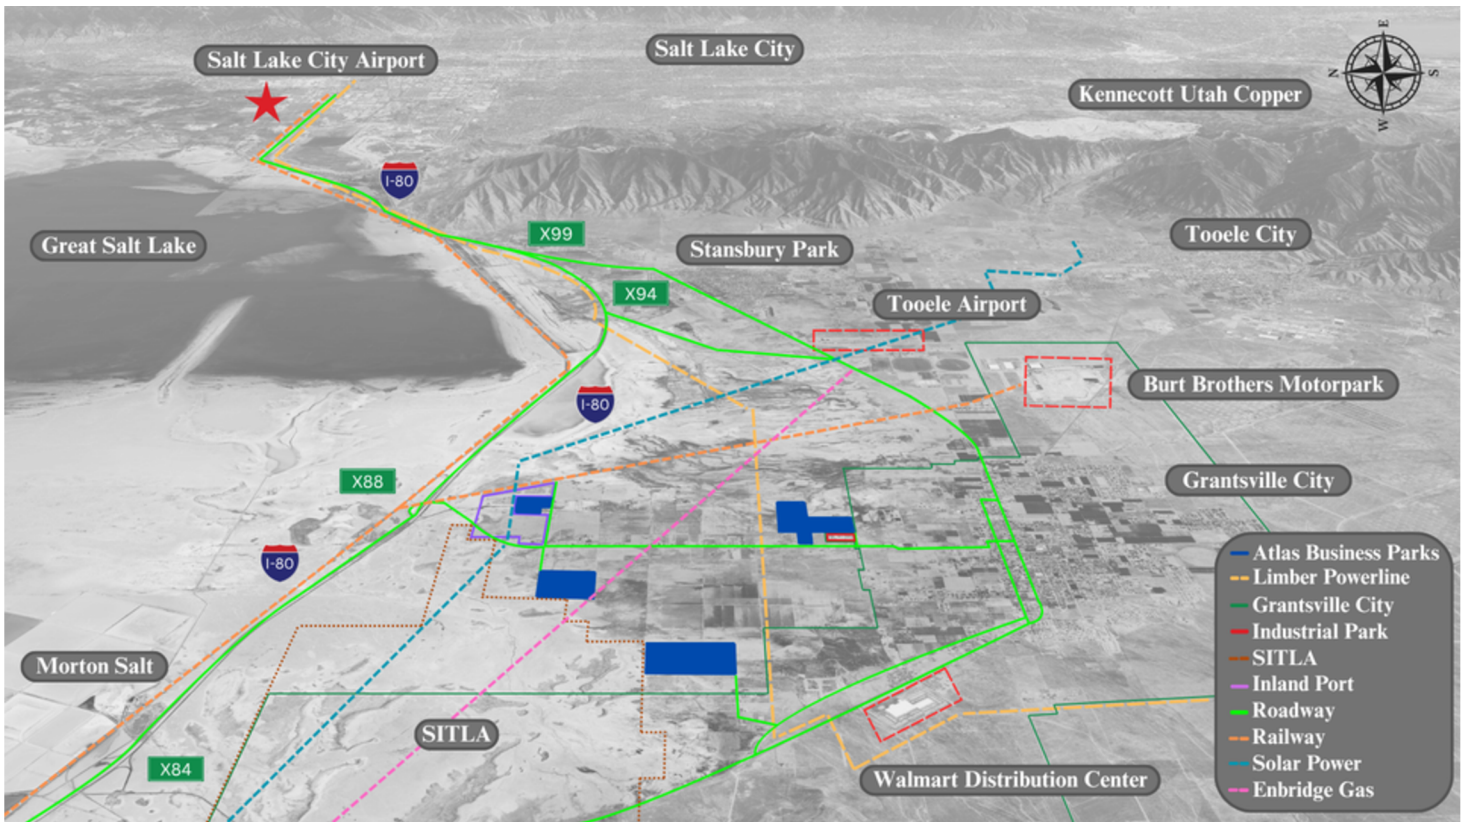 Salt Lake City Airport
Salt Lake City
Kennecott Utah Copper
E
N
S
W
I-80
Great Salt Lake
X99
Stansbury Park
Tooele City
X94
Tooele Airport
Burt Brothers Motorpark
I-80
X88
Grantsville City
I-80
Morton Salt
SITLA
X84
Walmart Distribution Center
Atlas Business Parks
Limber Powerline
Grantsville City
Industrial Park
SITLA
Inland Port
Roadway
Railway
Solar Power
Enbridge Gas